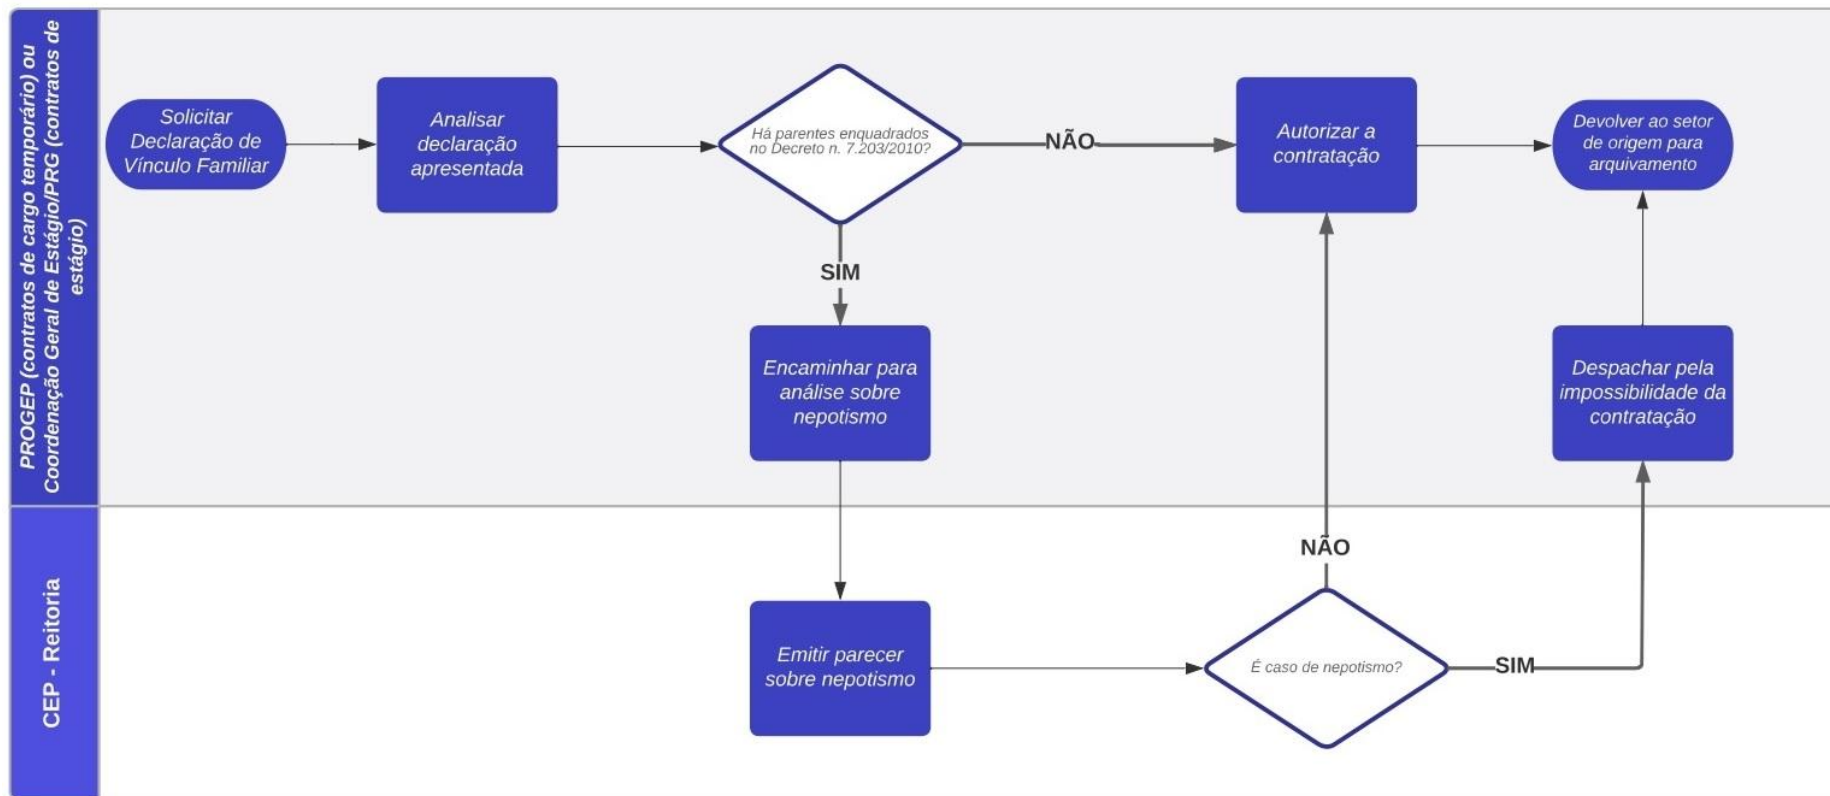 PROGEP (contratos de cargo temporário) ou
Coordenação Geral de Estágio/PRG (contratos de
estágio)
Solicitar
Declaração de
Vínculo Familiar
Analisar
declaração
apresentada
Há parentes enquadrados
no Decreto n. 7.203/2010?
NÃO
Autorizar a
contratação
Devolver ao setor
de origem para
arquivamento
SIM
Encaminhar para
análise sobre
nepotismo
Despachar pela
impossibilidade da
contratação
CEP - Reitoria
Emitir parecer
sobre nepotismo
É caso de nepotismo?
NÃO
SIM